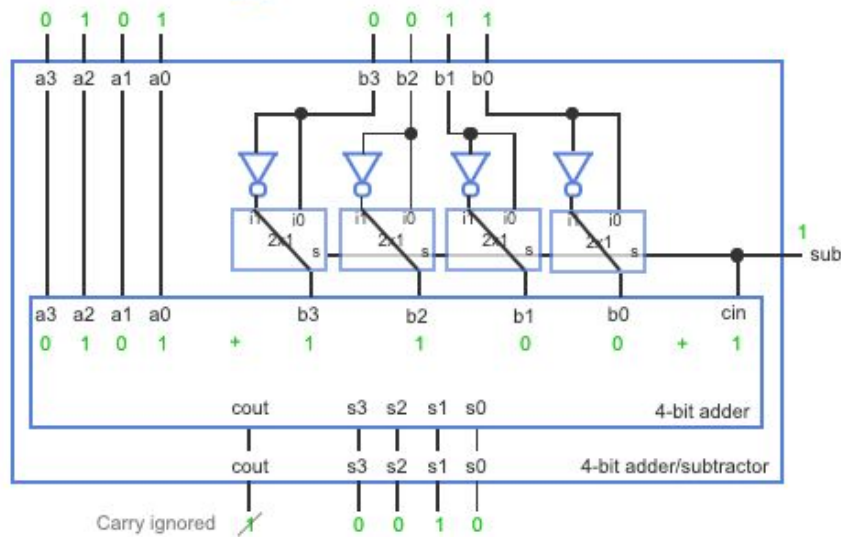 0 1 0 1 0 0 1 1
a3 a2 a1 a0 b3 b2 b1 b0
i1 i0 i1 i0 i1 i0 i1 i0
1
2x1 2x1 2x1 2x1
s s s s sub
a3 a2 a1 a0 b3 b2 b1 b0 cin
0 1 0 1 + 1 1 0 0 + 1
cout s3 s2 s1 s0 4-bit adder
cout s3 s2 s1 s0 4-bit adder/subtractor
Carry ignored 1 0 0 1 0